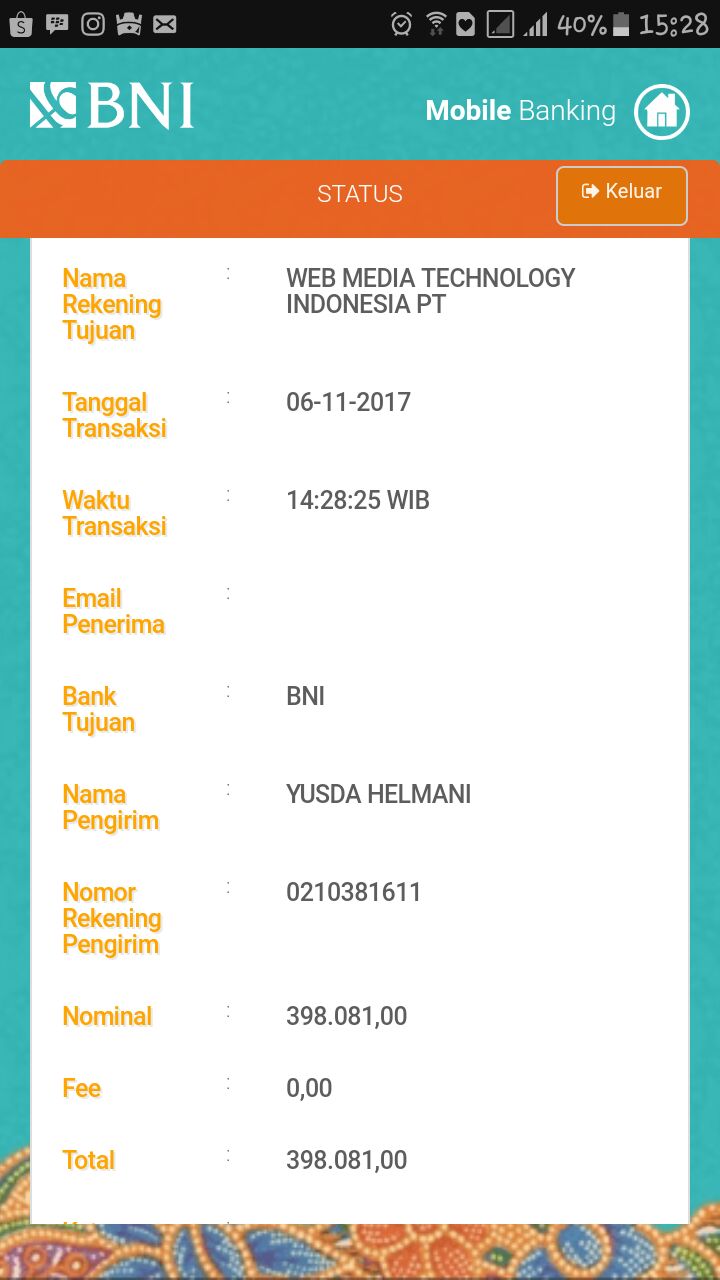 40% 15:28
BNI
Mobile Banking
STATUS
Keluar
Nama Rekening Tujuan : WEB MEDIA TECHNOLOGY INDONESIA PT
Tanggal Transaksi : 06-11-2017
Waktu Transaksi : 14:28:25 WIB
Email Penerima :
Bank Tujuan : BNI
Nama Pengirim : YUSDA HELMANI
Nomor Rekening Pengirim : 0210381611
Nominal : 398.081,00
Fee : 0,00
Total : 398.081,00